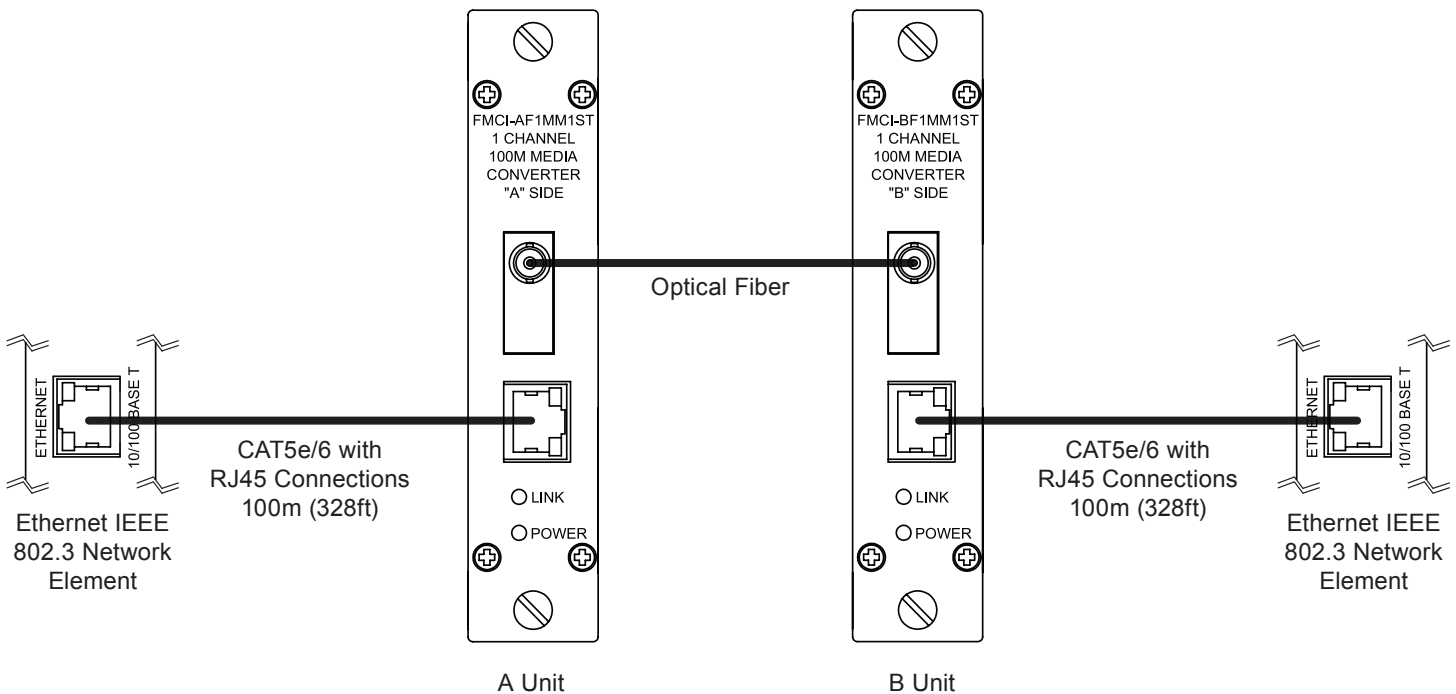 FMCI-AF1MM1ST
1 CHANNEL
100M MEDIA
CONVERTER
"A" SIDE
FMCI-BF1MM1ST
1 CHANNEL
100M MEDIA
CONVERTER
"B" SIDE
Optical Fiber
ETHERNET
10/100 BASE T
CAT5e/6 with
RJ45 Connections
100m (328ft)
Ethernet IEEE
802.3 Network
Element
LINK
POWER
LINK
POWER
CAT5e/6 with
RJ45 Connections
100m (328ft)
ETHERNET
10/100 BASE T
Ethernet IEEE
802.3 Network
Element
A Unit
B Unit